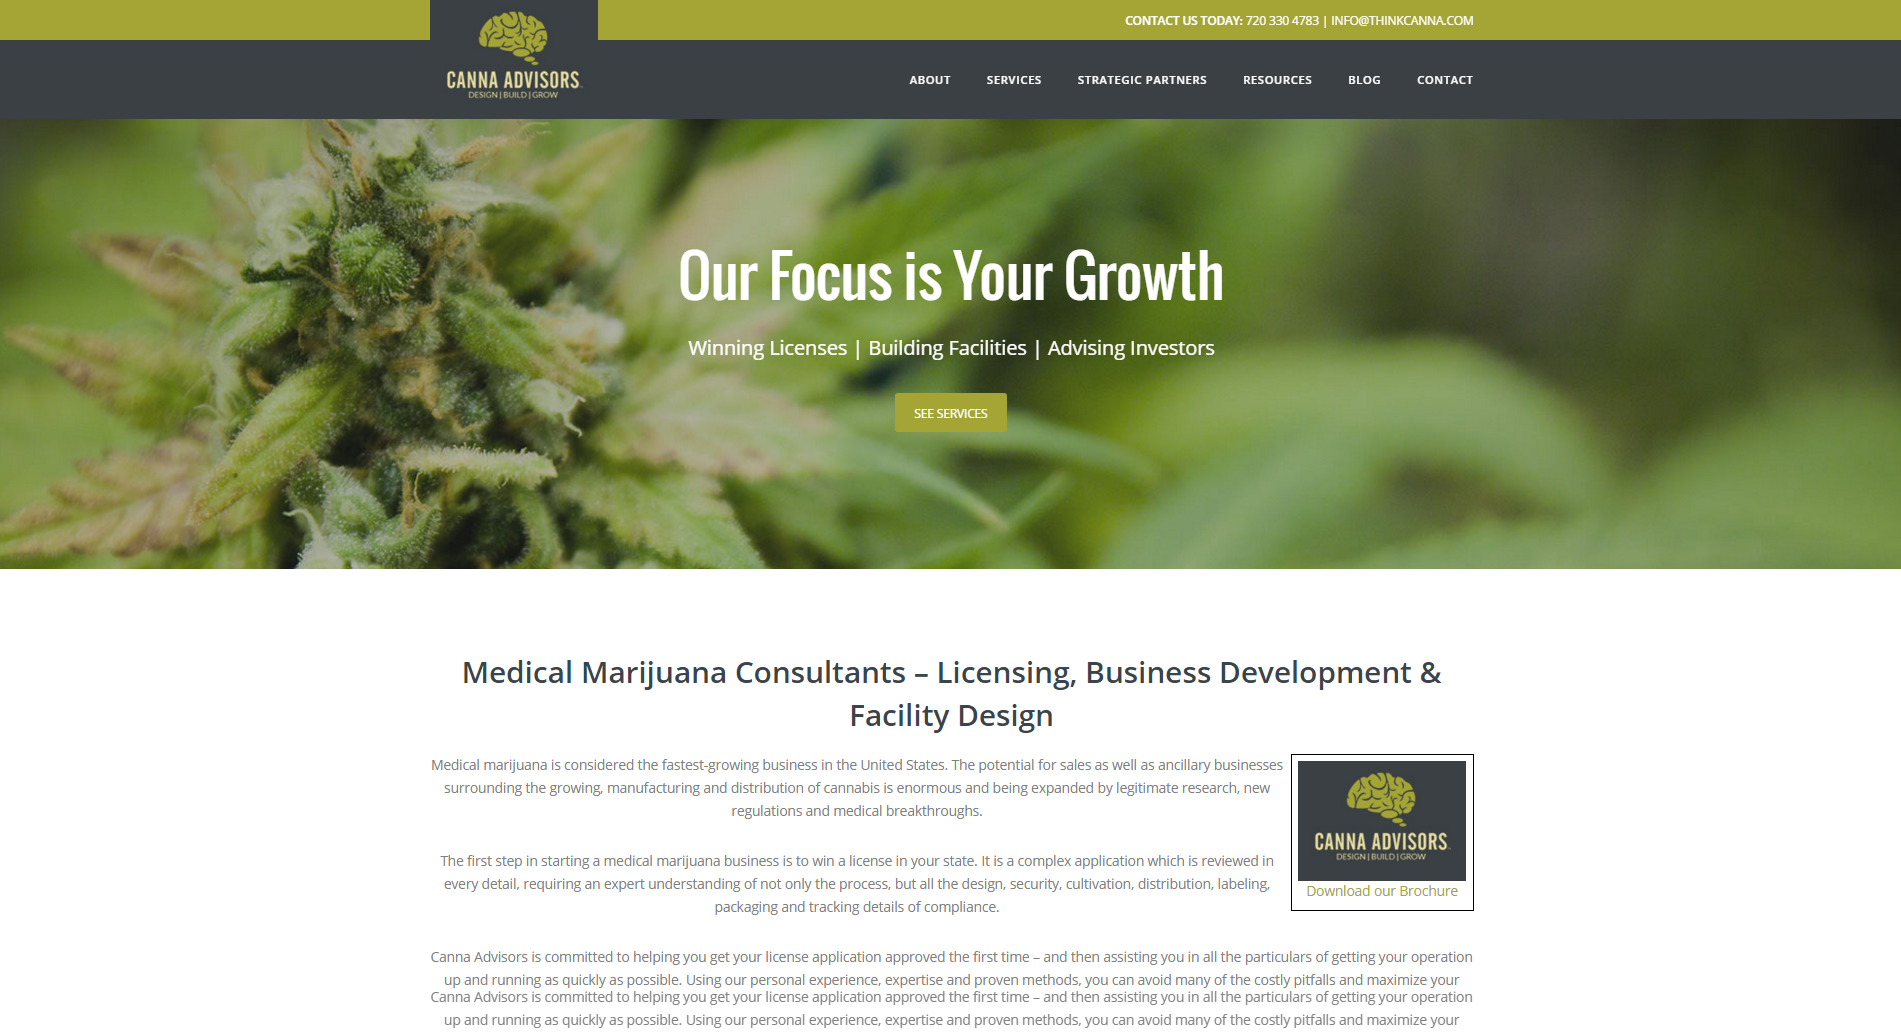 CONTACT US TODAY: 720 330 4783 | INFO@THINKCANNA.COM
CANNA ADVISORS
DESIGN | BUILD | GROW
ABOUT
SERVICES
STRATEGIC PARTNERS
RESOURCES
BLOG
CONTACT
Our Focus is Your Growth
Winning Licenses | Building Facilities | Advising Investors
SEE SERVICES
Medical Marijuana Consultants – Licensing, Business Development &
Facility Design
Medical marijuana is considered the fastest-growing business in the United States. The potential for sales as well as ancillary businesses
surrounding the growing, manufacturing and distribution of cannabis is enormous and being expanded by legitimate research, new
regulations and medical breakthroughs.
CANNA ADVISORS
DESIGN | BUILD | GROW
Download our Brochure
The first step in starting a medical marijuana business is to win a license in your state. It is a complex application which is reviewed in
every detail, requiring an expert understanding of not only the process, but all the design, security, cultivation, distribution, labeling,
packaging and tracking details of compliance.
Canna Advisors is committed to helping you get your license application approved the first time – and then assisting you in all the particulars of getting your operation
up and running as quickly as possible. Using our personal experience, expertise and proven methods, you can avoid many of the costly pitfalls and maximize your
Canna Advisors is committed to helping you get your license application approved the first time – and then assisting you in all the particulars of getting your operation
up and running as quickly as possible. Using our personal experience, expertise and proven methods, you can avoid many of the costly pitfalls and maximize your